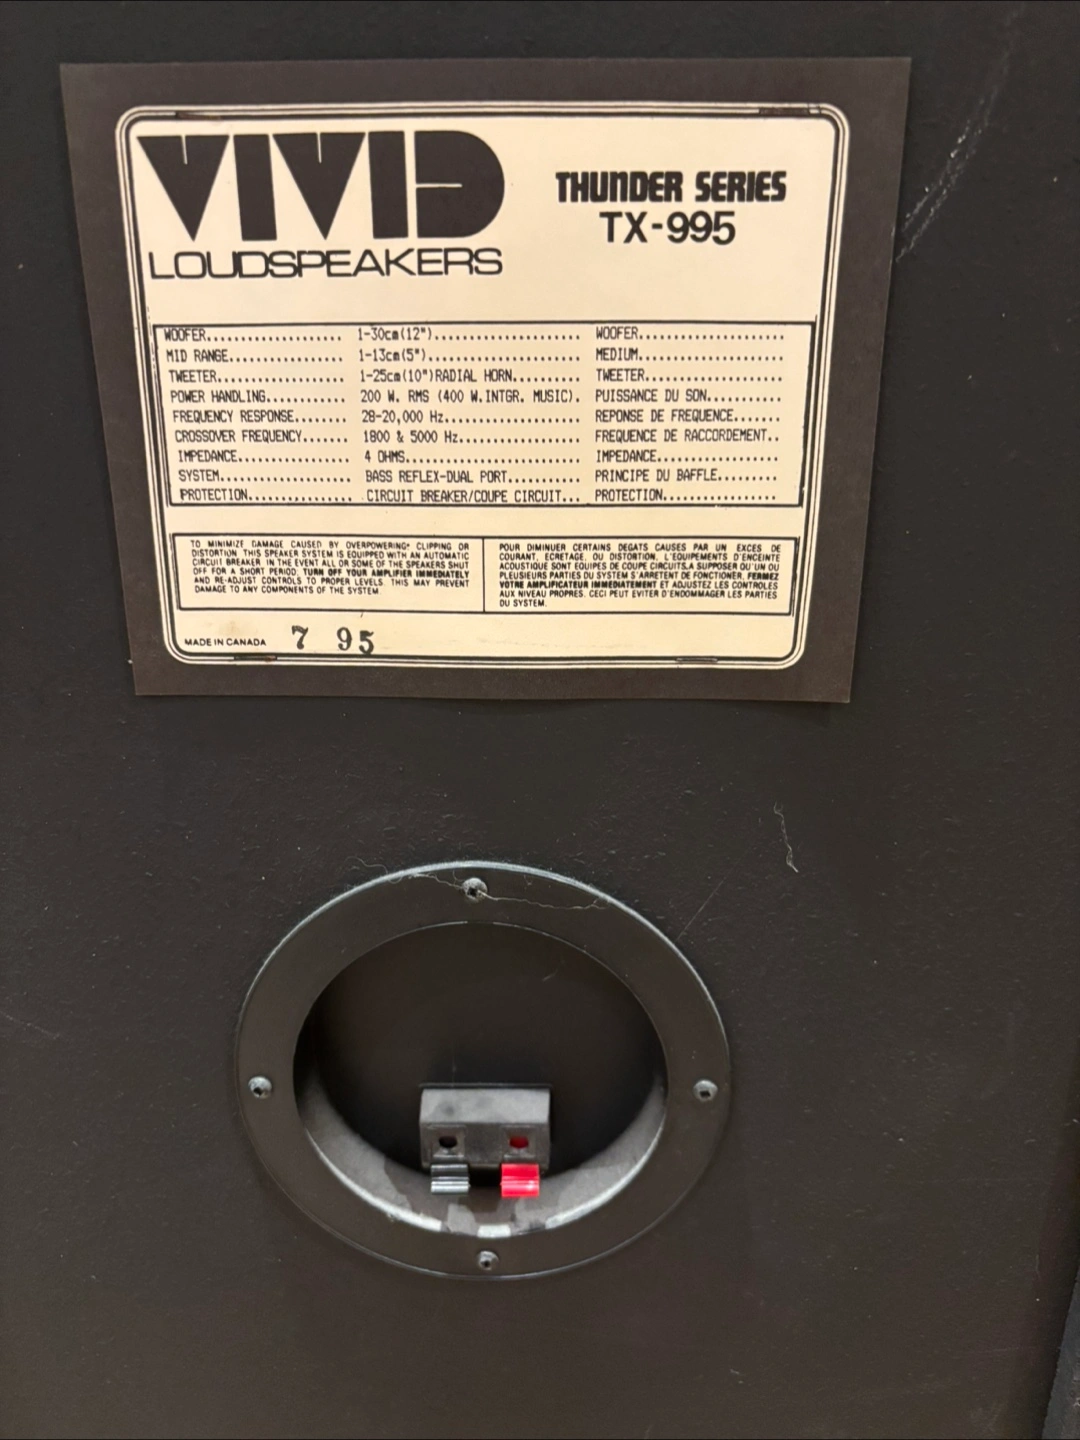 VIVID
LOUDSPEAKERS
THUNDER SERIES
TX-995
WOOFER.................... 1-30cm(12")...................... WOOFER.....................
MID RANGE................. 1-13cm(5")....................... MEDIUM.....................
TWEETER................... 1-25cm(10")RADIAL HORN.......... TWEETER...................
POWER HANDLING............ 200 W. RMS (400 W.INTGR. MUSIC). PUISSANCE DU SON...........
FREQUENCY RESPONSE........ 28-20,000 Hz.................... REPONSE DE FREQUENCE.......
CROSSOVER FREQUENCY....... 1800 & 5000 Hz.................. FREQUENCE DE RACCORDEMENT..
IMPEDANCE................. 4 OHMS.......................... IMPEDANCE..................
SYSTEM.................... BASS REFLEX-DUAL PORT........... PRINCIPE DU BAFFLE.........
PROTECTION................ CIRCUIT BREAKER/COUPE CIRCUIT... PROTECTION.................
TO MINIMIZE DAMAGE CAUSED BY OVERPOWERING, CLIPPING OR
DISTORTION THIS SPEAKER SYSTEM IS EQUIPPED WITH AN AUTOMATIC
CIRCUIT BREAKER IN THE EVENT ALL OR SOME OF THE SPEAKERS SHUT
OFF FOR A SHORT PERIOD. TURN OFF YOUR AMPLIFIER IMMEDIATELY
AND RE-ADJUST CONTROLS TO PROPER LEVELS. THIS MAY PREVENT
DAMAGE TO ANY COMPONENTS OF THE SYSTEM.
POUR DIMINUER CERTAINS DEGATS CAUSES PAR UN EXCES DE
COURANT, ECRETAGE, OU DISTORTION, L'EQUIPEMENTS D'ENCEINTE
ACOUSTIQUE SONT EQUIPES DE COUPE CIRCUITS.A SUPPOSER QU'UN OU
PLEUSIEURS PARTIES DU SYSTEM S'ARRETENT DE FONCTIONER, FERMEZ
VOTRE AMPLIFICATEUR IMMEDIATEMENT ET ADJUSTEZ LES CONTROLES
AUX NIVEAU PROPRES. CECI PEUT EVITER D'ENDOMMAGER LES PARTIES
DU SYSTEM.
MADE IN CANADA 7 95